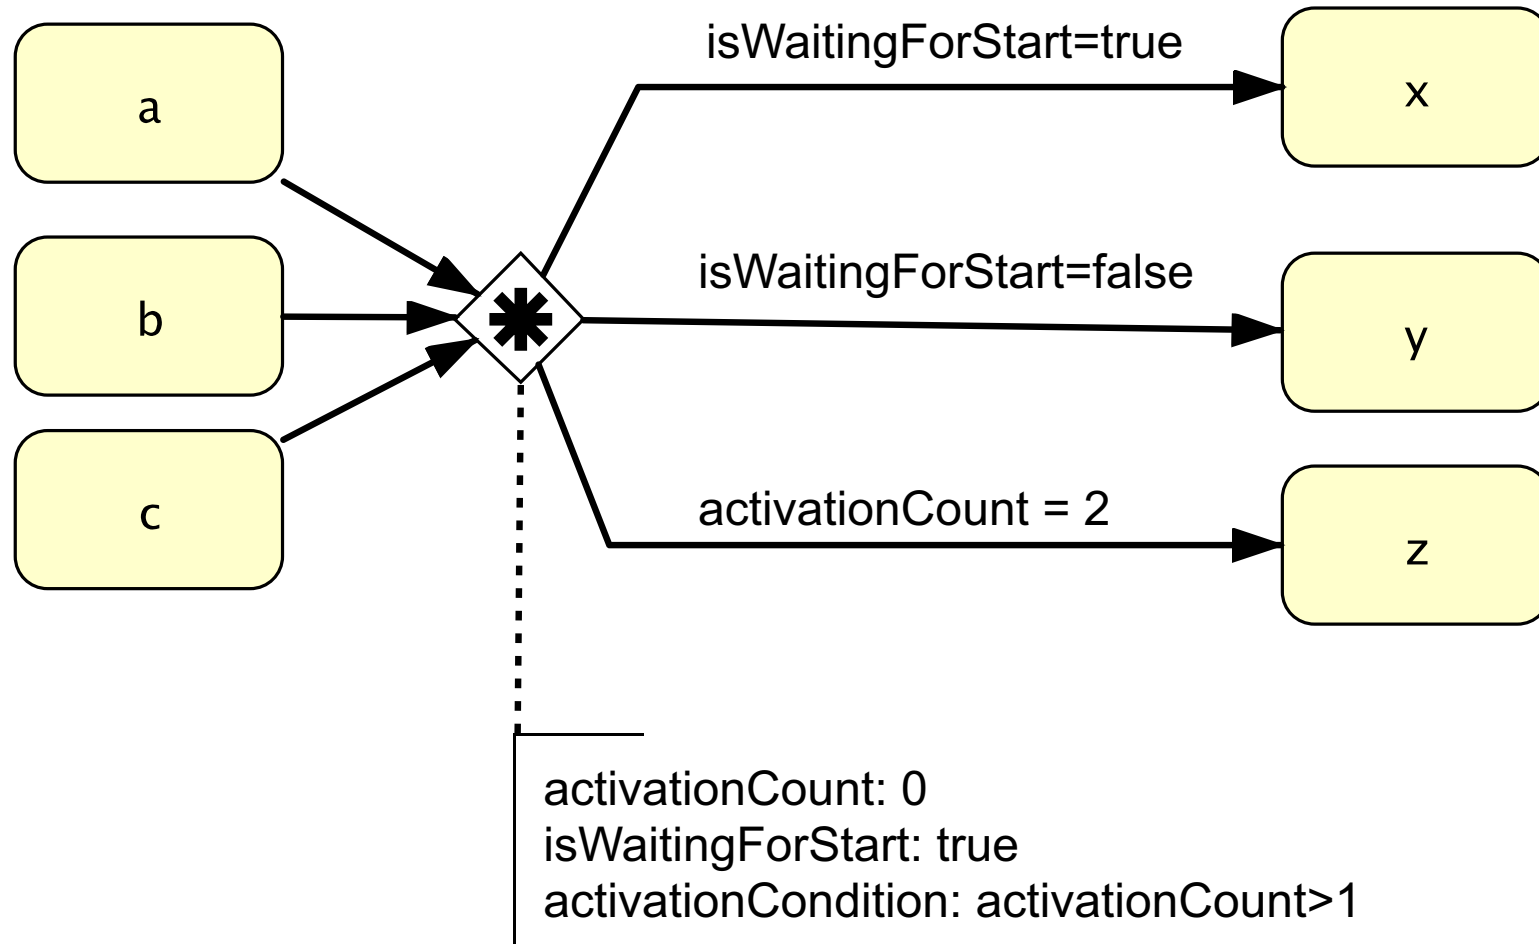 a
b
c
isWaitingForStart=true
x
isWaitingForStart=false
y
activationCount = 2
z
activationCount: 0
isWaitingForStart: true
activationCondition: activationCount>1